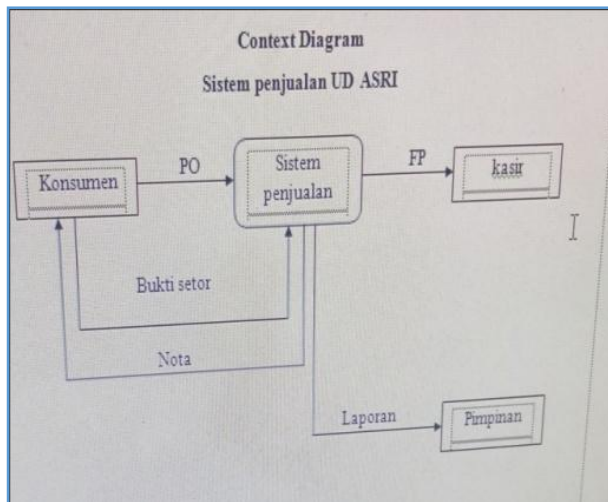 Context Diagram
Sistem penjualan UD ASRI
PO
FP
Konsumen
Sistem
penjualan
kasir
Bukti setor
Nota
Laporan
Pimpinan